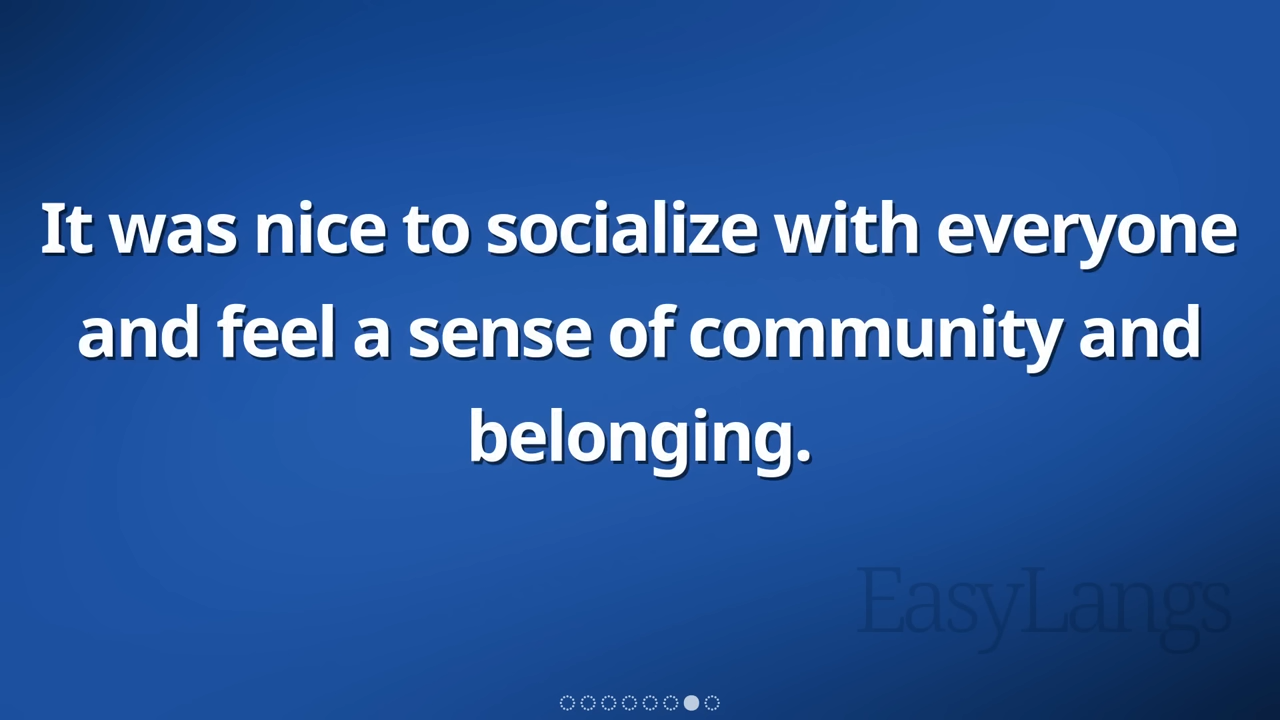 It was nice to socialize with everyone
and feel a sense of community and
belonging.
EasyLangs